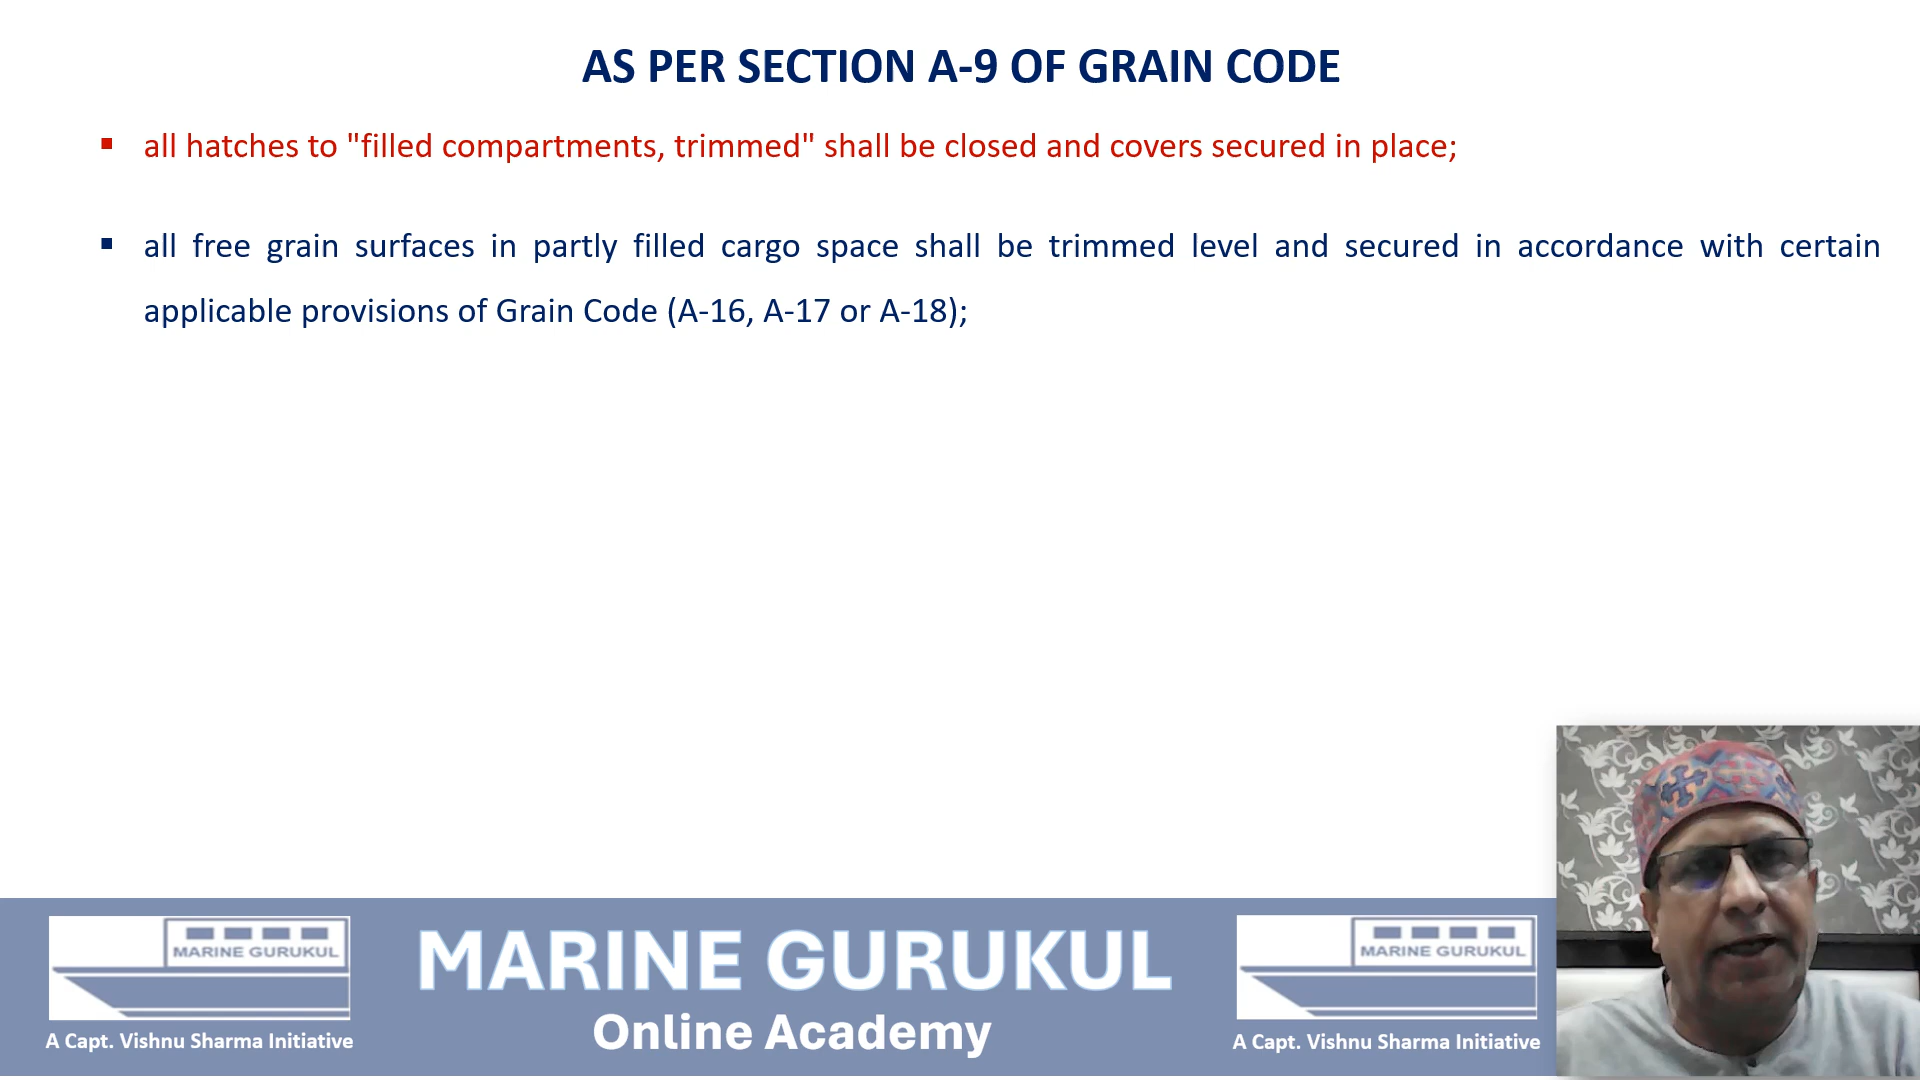 AS PER SECTION A-9 OF GRAIN CODE
▪ all hatches to "filled compartments, trimmed" shall be closed and covers secured in place;
▪ all free grain surfaces in partly filled cargo space shall be trimmed level and secured in accordance with certain
applicable provisions of Grain Code (A-16, A-17 or A-18);
MARINE GURUKUL
A Capt. Vishnu Sharma Initiative
MARINE GURUKUL
Online Academy
MARINE GURUKUL
A Capt. Vishnu Sharma Initiative